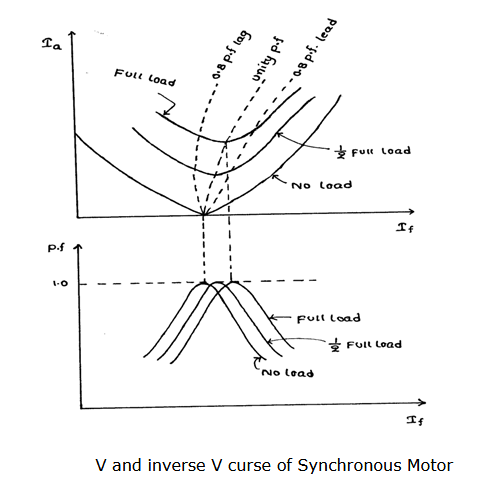 Ia
0.8 p.f lag
unity p.f
0.8 p.f. lead
Full load
1/2 Full Load
No Load
If
P.f
1.0
Full load
1/2 Full Load
No Load
If
V and inverse V curse of Synchronous Motor